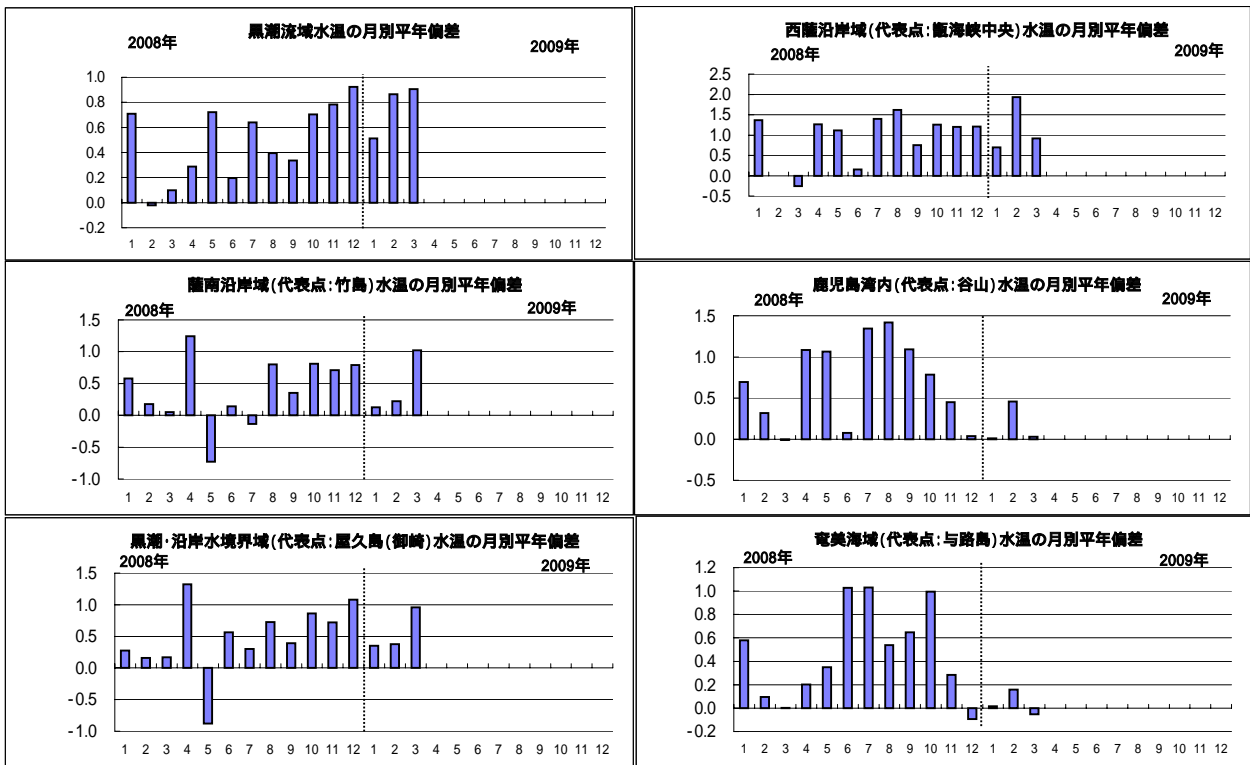 黒潮流域水温の月別平年偏差
2008年
2009年
1.0
0.8
0.6
0.4
0.2
0.0
-0.2
1 2 3 4 5 6 7 8 9 10 11 12 1 2 3 4 5 6 7 8 9 10 11 12
西薩沿岸域(代表点:甑海峡中央)水温の月別平年偏差
2008年
2009年
2.5
2.0
1.5
1.0
0.5
0.0
-0.5
1 2 3 4 5 6 7 8 9 10 11 12 1 2 3 4 5 6 7 8 9 10 11 12
薩南沿岸域(代表点:竹島)水温の月別平年偏差
2008年
2009年
1.5
1.0
0.5
0.0
-0.5
-1.0
1 2 3 4 5 6 7 8 9 10 11 12 1 2 3 4 5 6 7 8 9 10 11 12
鹿児島湾内(代表点:谷山)水温の月別平年偏差
2008年
2009年
1.5
1.0
0.5
0.0
-0.5
1 2 3 4 5 6 7 8 9 10 11 12 1 2 3 4 5 6 7 8 9 10 11 12
黒潮・沿岸水境界域(代表点:屋久島(御崎)水温の月別平年偏差
2008年
2009年
1.5
1.0
0.5
0.0
-0.5
-1.0
1 2 3 4 5 6 7 8 9 10 11 12 1 2 3 4 5 6 7 8 9 10 11 12
奄美海域(代表点:与路島)水温の月別平年偏差
2008年
2009年
1.2
1.0
0.8
0.6
0.4
0.2
0.0
-0.2
1 2 3 4 5 6 7 8 9 10 11 12 1 2 3 4 5 6 7 8 9 10 11 12